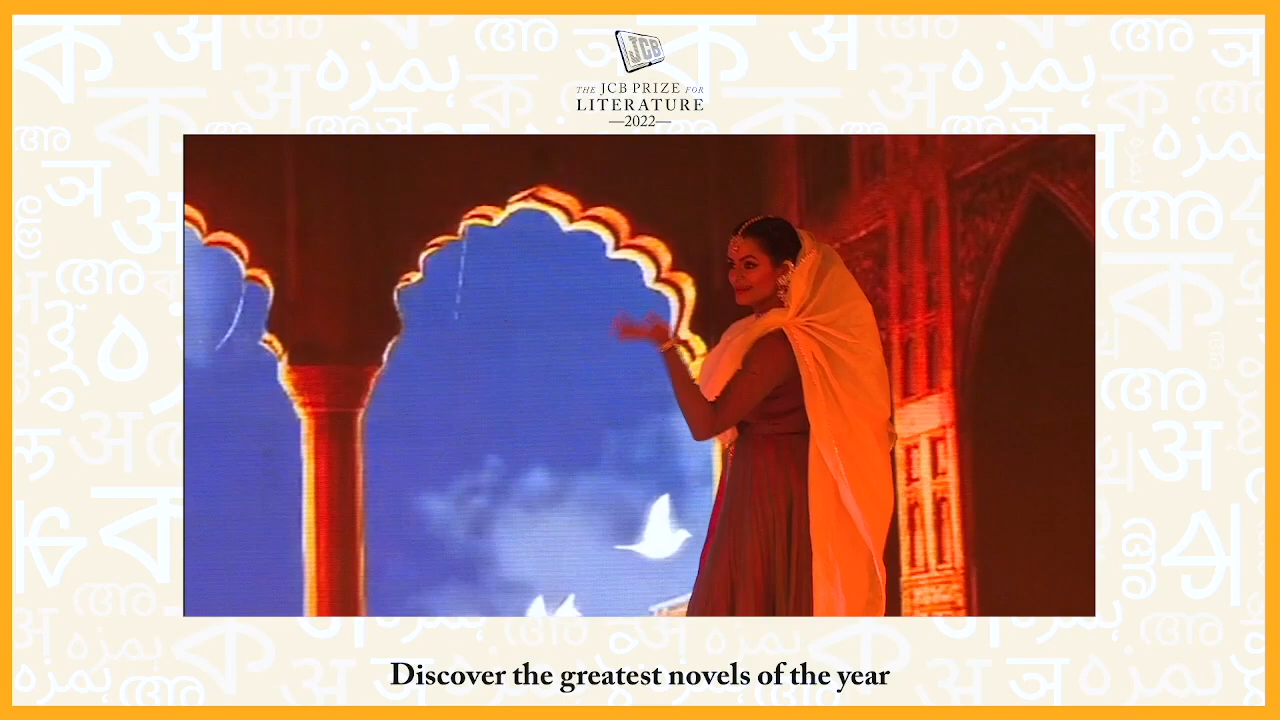 JCB
THE JCB PRIZE FOR
LITERATURE
—2022—
Discover the greatest novels of the year